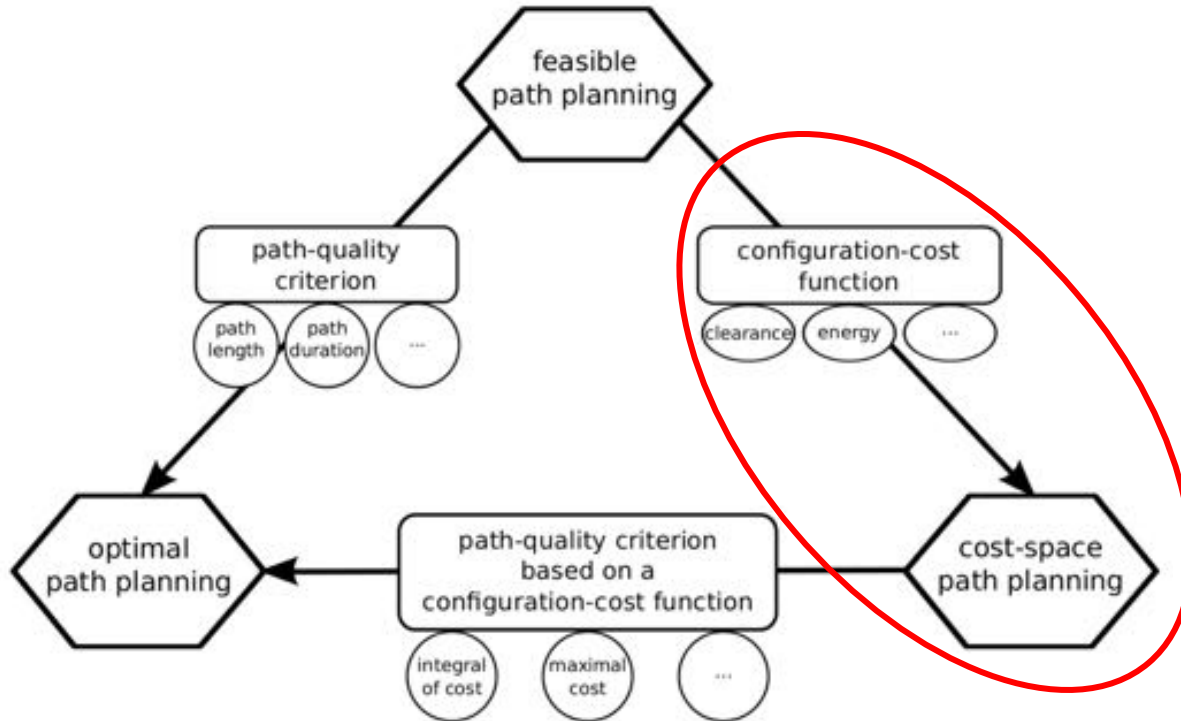 feasible
path planning
path-quality
criterion
configuration-cost
function
path
length
path
duration
...
clearance
energy
...
optimal
path planning
path-quality criterion
based on a
configuration-cost function
cost-space
path planning
integral
of cost
maximal
cost
...